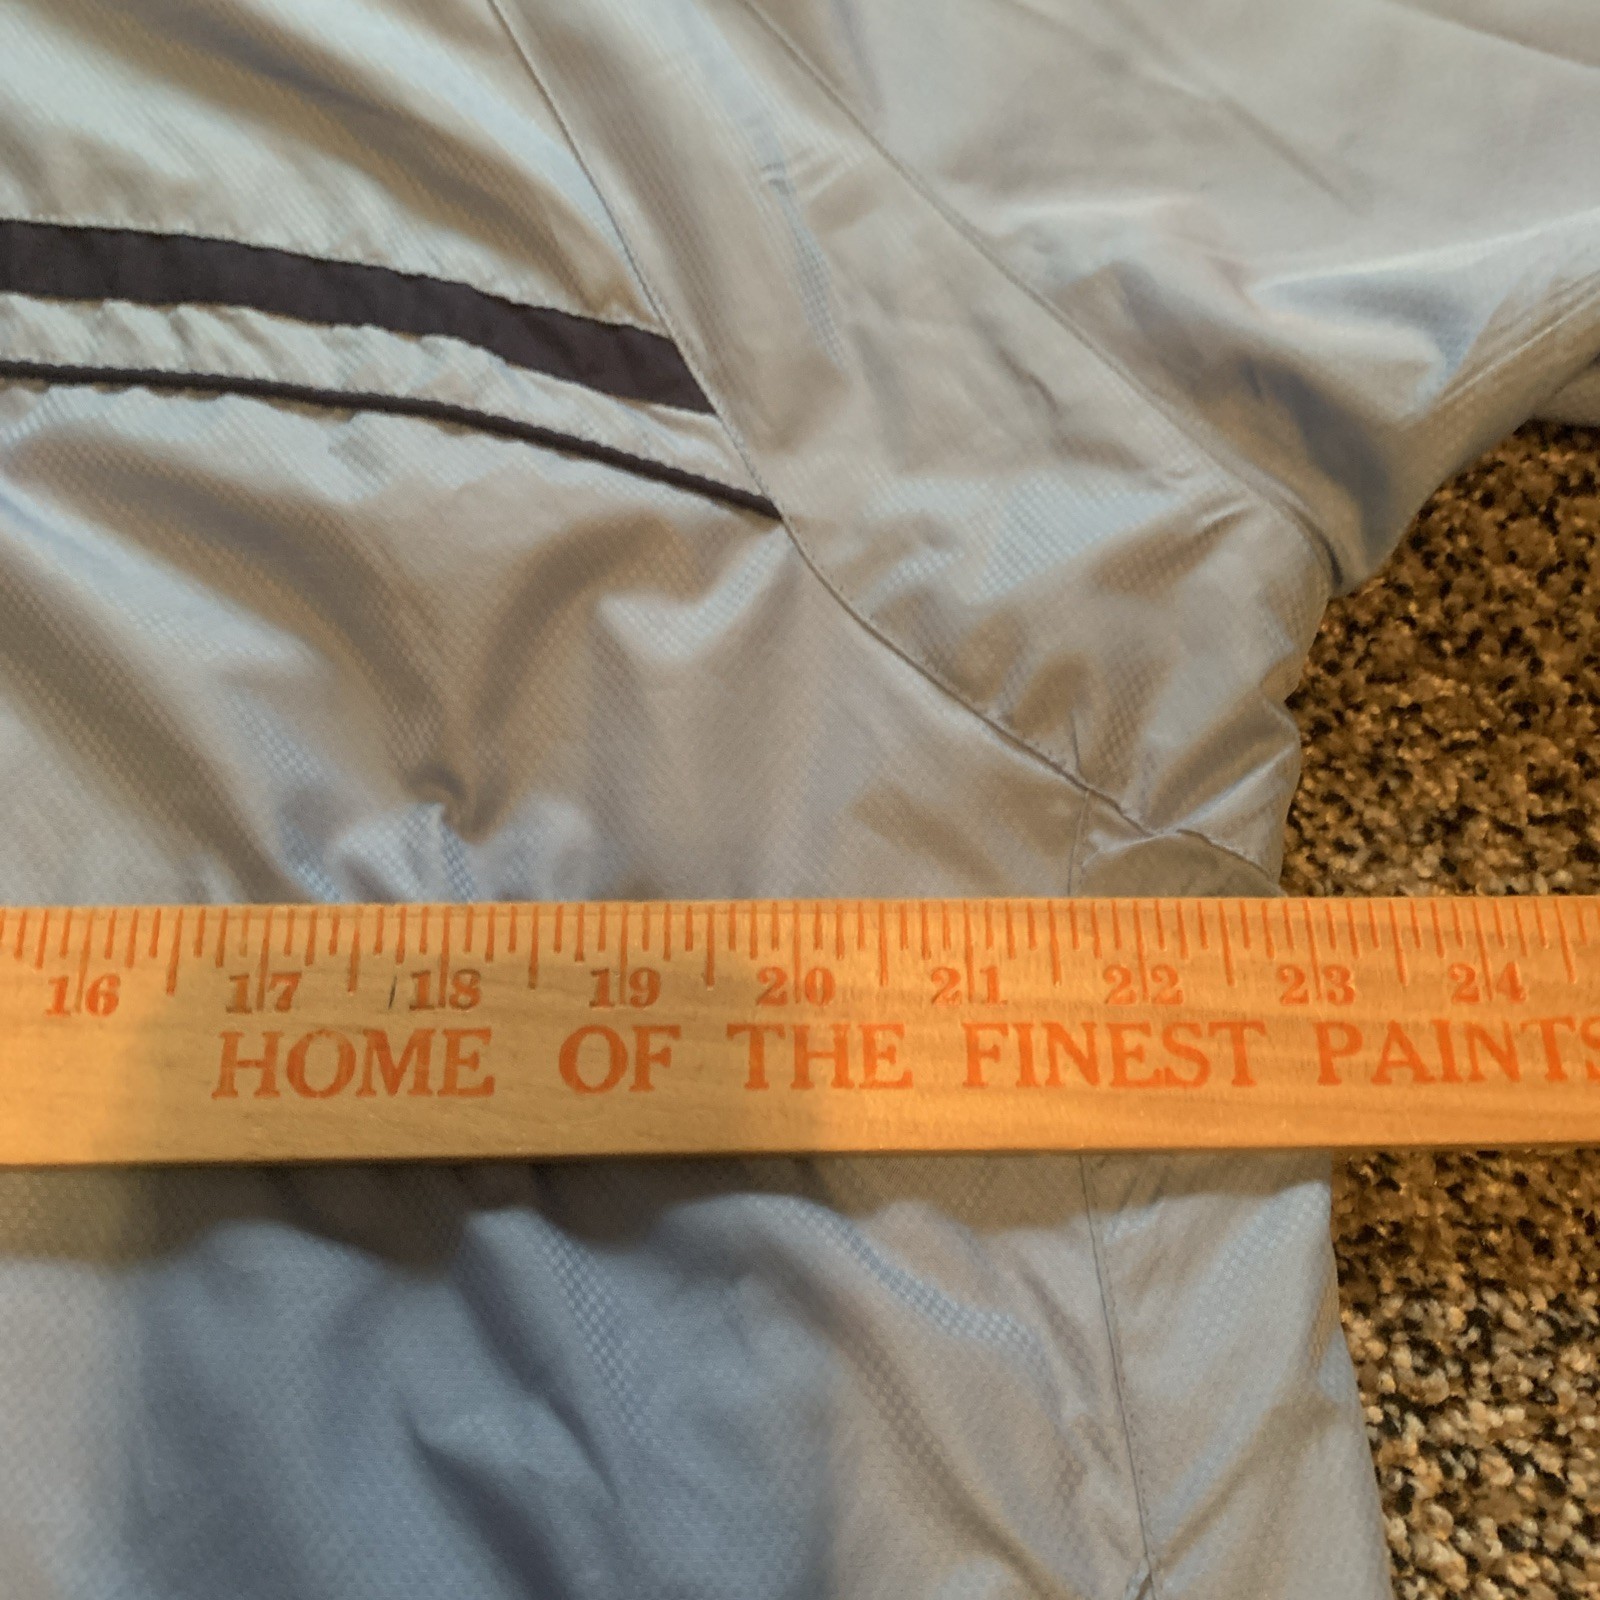 16 17 18 19 20 21 22 23 24
HOME OF THE FINEST PAINTS